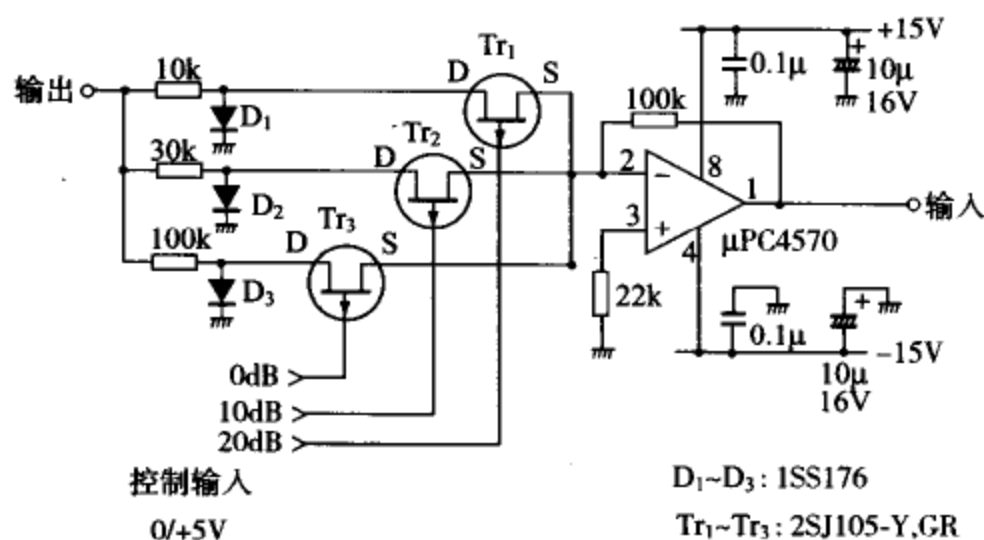 +15V
Tr1
10k
D
S
0.1μ
+
10μ
16V
输出
100k
D1
Tr2
30k
D
S
2
−
8
1
输入
D2
3
+
μPC4570
Tr3
4
100k
D
S
D3
22k
+
0.1μ
0dB
−15V
10μ
16V
10dB
20dB
控制输入
0/+5V
D1~D3: 1SS176
Tr1~Tr3: 2SJ105-Y,GR